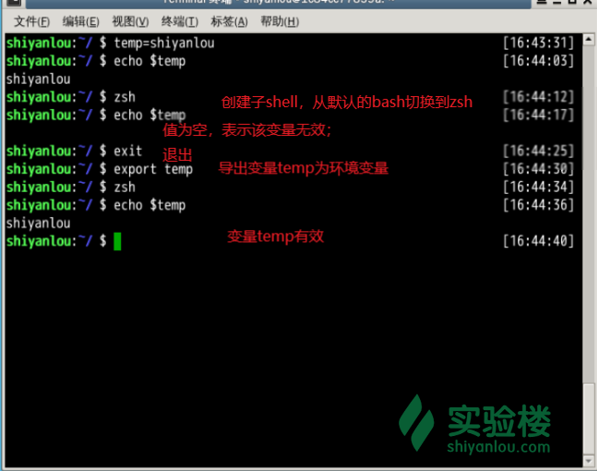 文件(F) 编辑(E) 视图(V) 终端(T) 标签(A) 帮助(H)
shiyanlou:~/ $ temp=shiyanlou [16:43:31]
shiyanlou:~/ $ echo $temp [16:44:03]
shiyanlou
shiyanlou:~/ $ zsh 创建子shell，从默认的bash切换到zsh [16:44:12]
shiyanlou:~/ $ echo $temp [16:44:17]
值为空，表示该变量无效；
shiyanlou:~/ $ exit 退出 [16:44:25]
shiyanlou:~/ $ export temp 导出变量temp为环境变量 [16:44:30]
shiyanlou:~/ $ zsh [16:44:34]
shiyanlou:~/ $ echo $temp [16:44:36]
shiyanlou
shiyanlou:~/ $ 变量temp有效 [16:44:40]
实验楼
shiyanlou.com